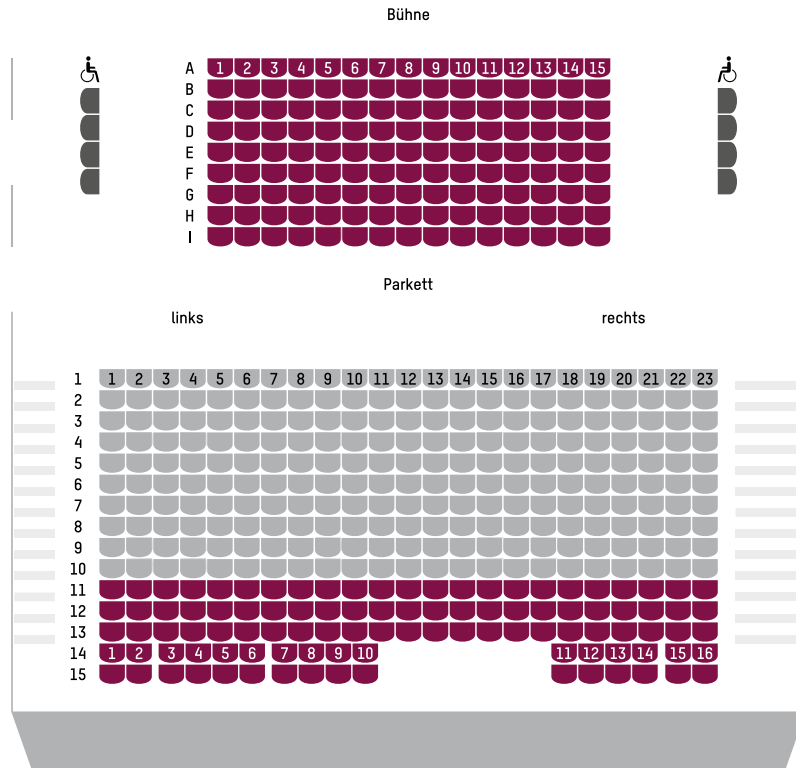 Bühne
A 1 2 3 4 5 6 7 8 9 10 11 12 13 14 15
B
C
D
E
F
G
H
I
Parkett
links rechts
1 1 2 3 4 5 6 7 8 9 10 11 12 13 14 15 16 17 18 19 20 21 22 23
2
3
4
5
6
7
8
9
10
11
12
13
14 1 2 3 4 5 6 7 8 9 10 11 12 13 14 15 16
15